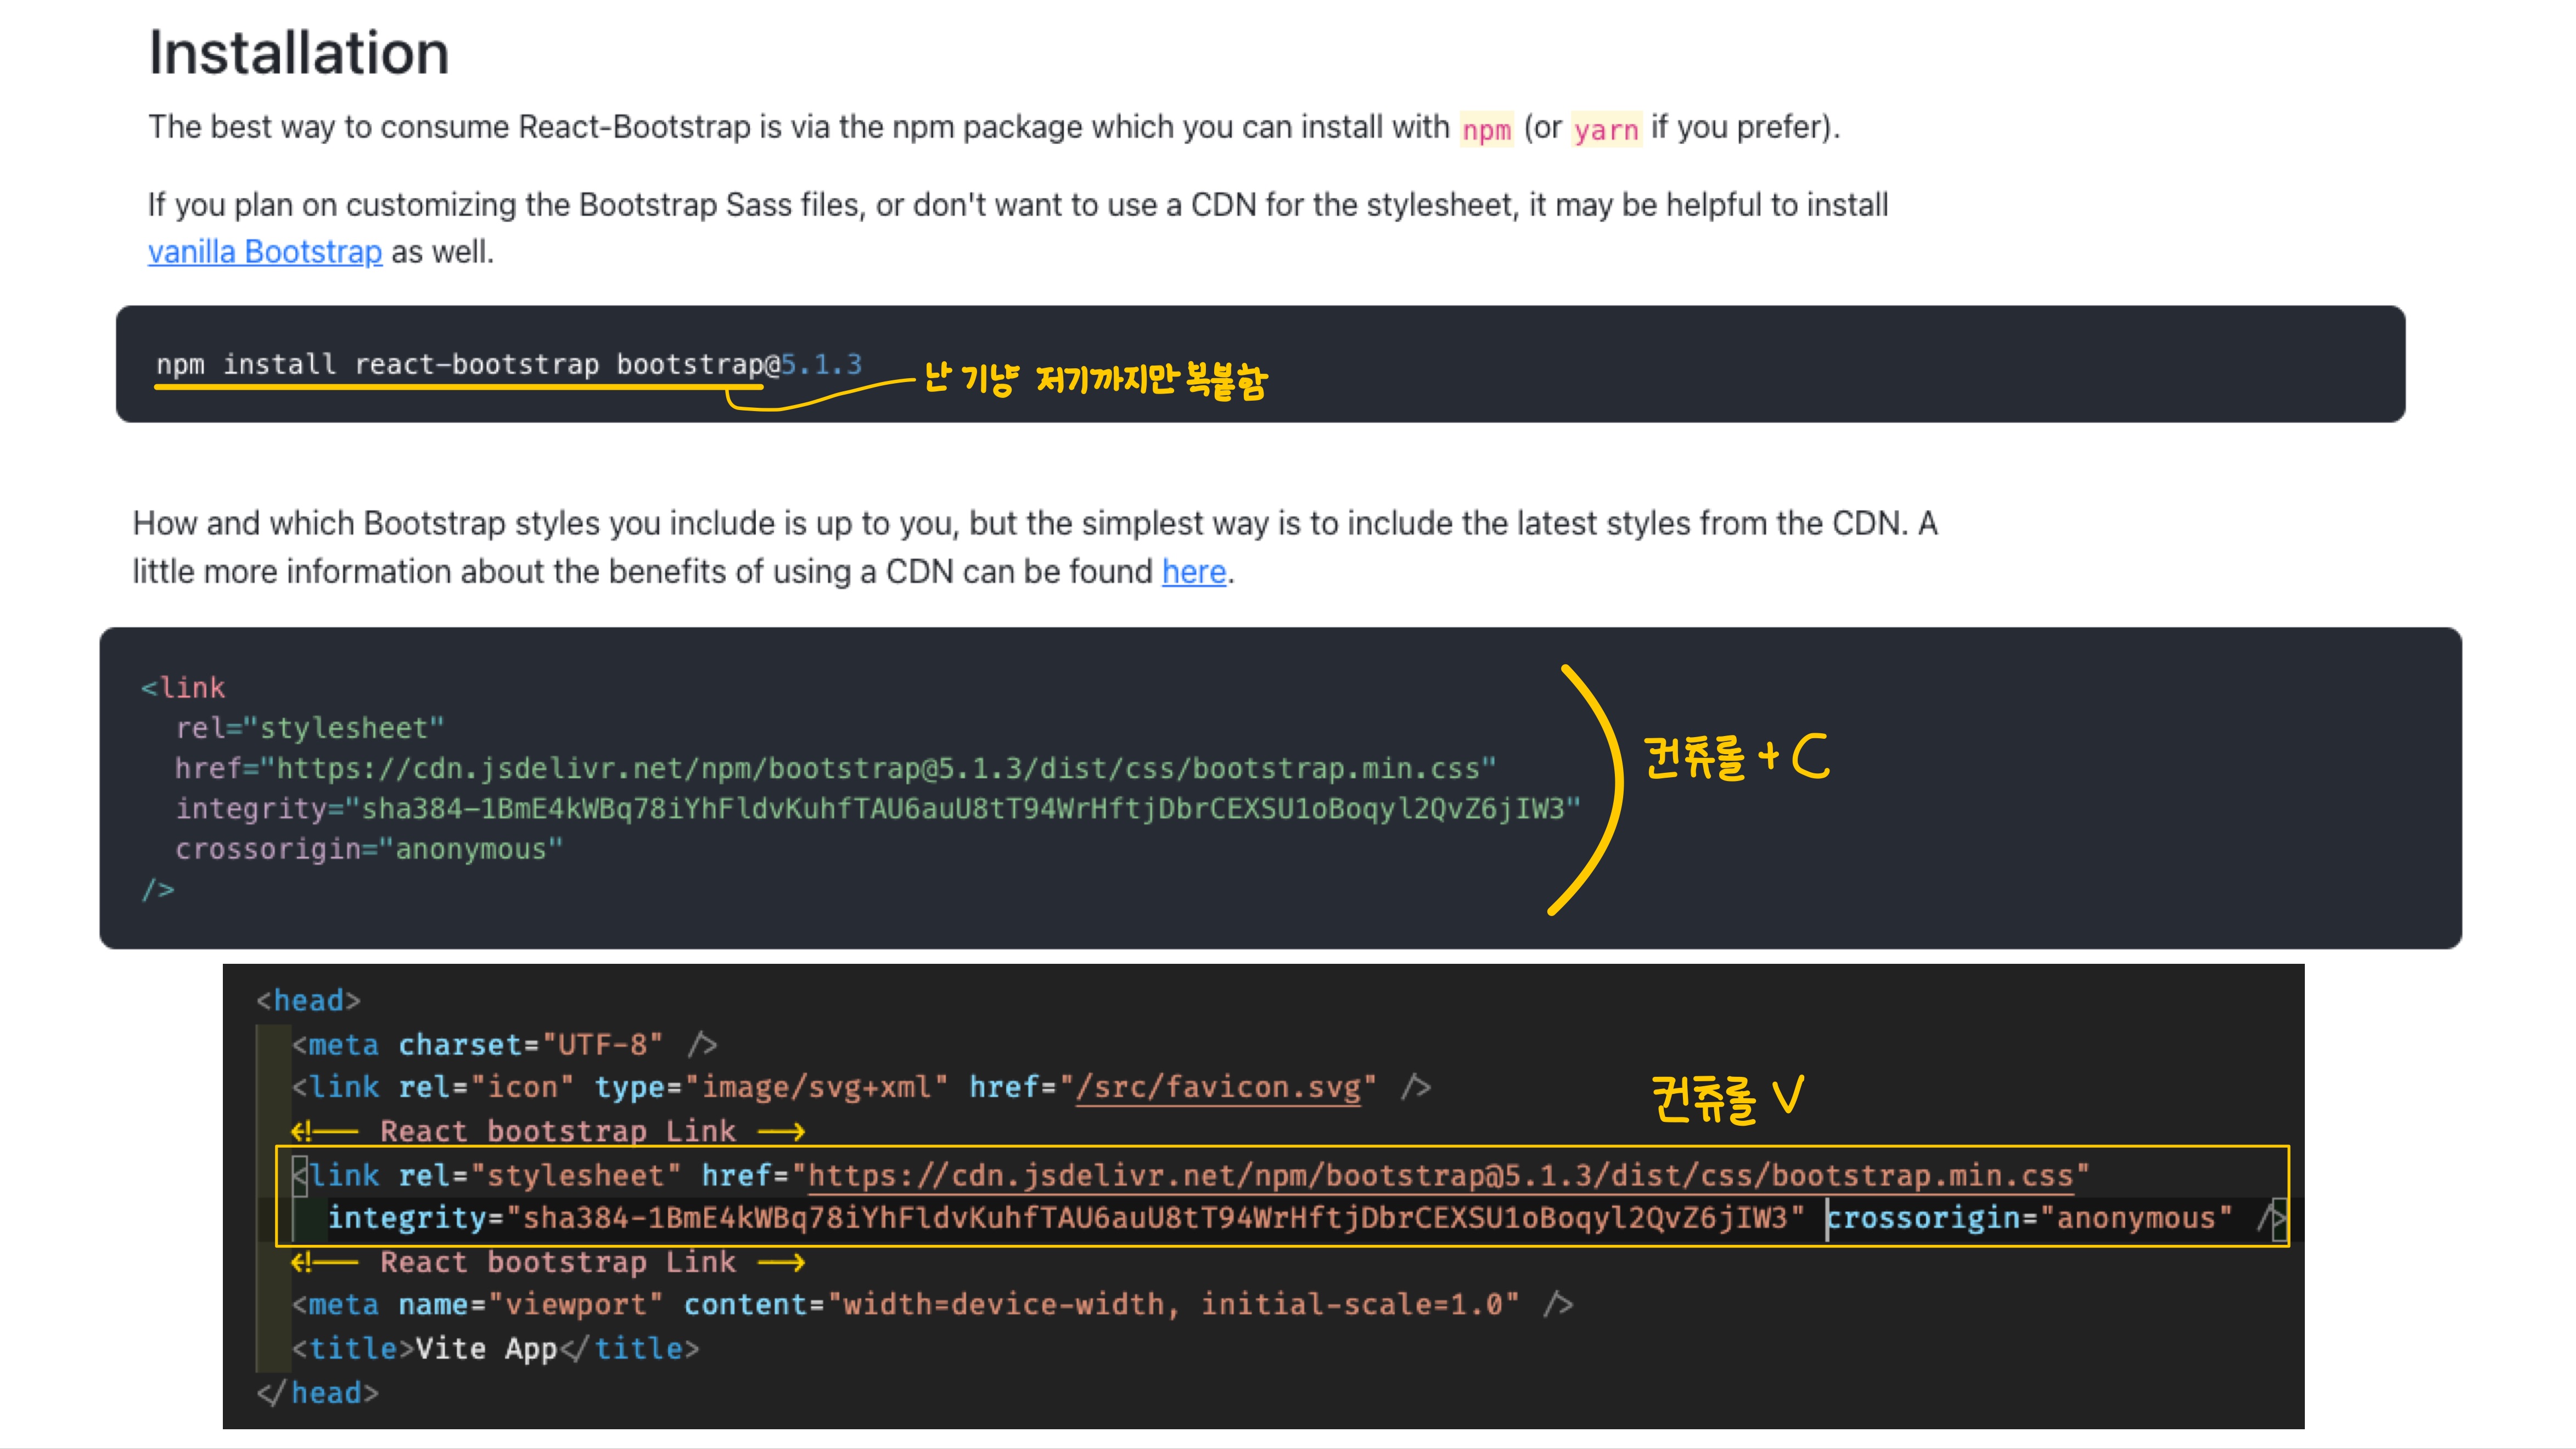 Installation
The best way to consume React-Bootstrap is via the npm package which you can install with npm (or yarn if you prefer).
If you plan on customizing the Bootstrap Sass files, or don't want to use a CDN for the stylesheet, it may be helpful to install
vanilla Bootstrap as well.
npm install react-bootstrap bootstrap@5.1.3
난 기냥 저기까지만 복붙함
How and which Bootstrap styles you include is up to you, but the simplest way is to include the latest styles from the CDN. A
little more information about the benefits of using a CDN can be found here.
<link
rel="stylesheet"
href="https://cdn.jsdelivr.net/npm/bootstrap@5.1.3/dist/css/bootstrap.min.css"
integrity="sha384-1BmE4kWBq78iYhFldvKuhfTAU6auU8tT94WrHftjDbrCEXSU1oBoqyl2QvZ6jIW3"
crossorigin="anonymous"
/>
컨츄롤 + C
<head>
<meta charset="UTF-8" />
<link rel="icon" type="image/svg+xml" href="/src/favicon.svg" />
컨츄롤 V
<!-- React bootstrap Link -->
<link rel="stylesheet" href="https://cdn.jsdelivr.net/npm/bootstrap@5.1.3/dist/css/bootstrap.min.css"
integrity="sha384-1BmE4kWBq78iYhFldvKuhfTAU6auU8tT94WrHftjDbrCEXSU1oBoqyl2QvZ6jIW3" crossorigin="anonymous" />
<!-- React bootstrap Link -->
<meta name="viewport" content="width=device-width, initial-scale=1.0" />
<title>Vite App</title>
</head>